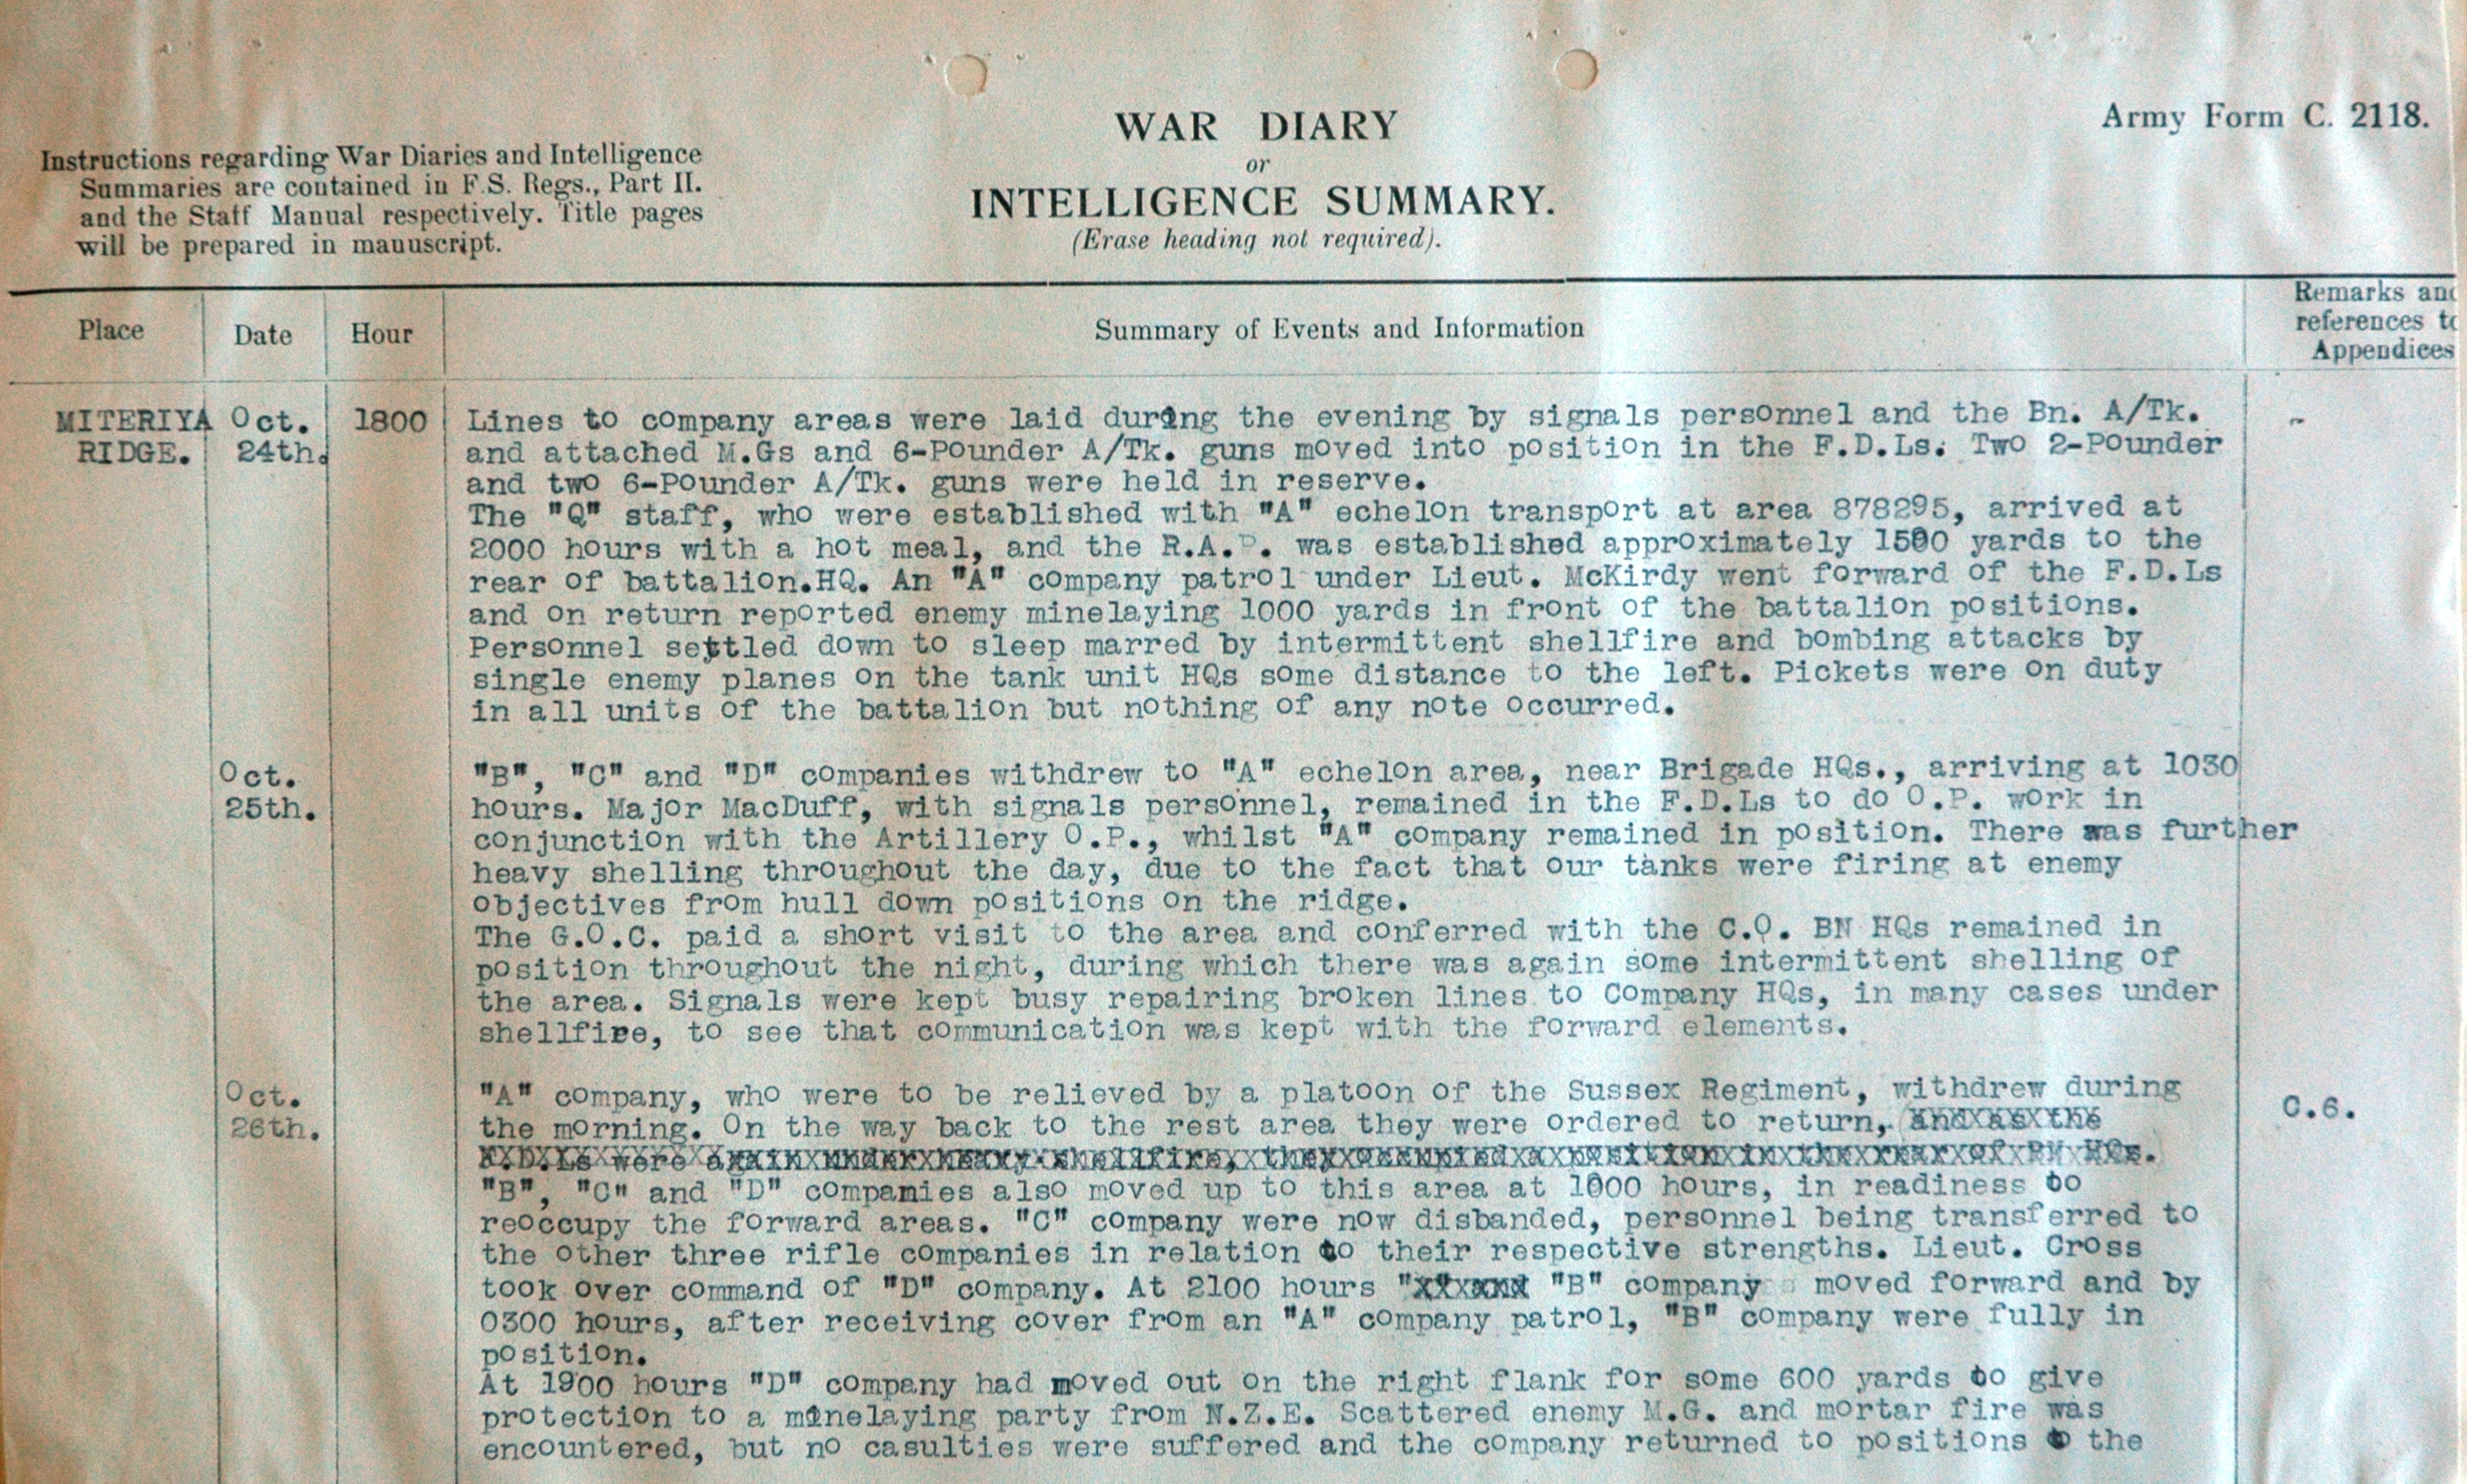 Army Form C. 2118.
WAR DIARY
or
INTELLIGENCE SUMMARY.
(Erase heading not required).
Instructions regarding War Diaries and Intelligence
Summaries are contained in F.S. Regs., Part II.
and the Staff Manual respectively. Title pages
will be prepared in manuscript.
Place Date Hour Summary of Events and Information
Remarks and
references to
Appendices
MITERIYA Oct. 1800 Lines to company areas were laid during the evening by signals personnel and the Bn. A/Tk.
RIDGE. 24th. and attached M.Gs and 6-Pounder A/Tk. guns moved into position in the F.D.Ls. Two 2-Pounder
and two 6-Pounder A/Tk. guns were held in reserve.
The "Q" staff, who were established with "A" echelon transport at area 878295, arrived at
2000 hours with a hot meal, and the R.A.P. was established approximately 1500 yards to the
rear of battalion.HQ. An "A" company patrol under Lieut. McKirdy went forward of the F.D.Ls
and on return reported enemy minelaying 1000 yards in front of the battalion positions.
Personnel settled down to sleep marred by intermittent shellfire and bombing attacks by
single enemy planes on the tank unit HQs some distance to the left. Pickets were on duty
in all units of the battalion but nothing of any note occurred.
Oct. "B", "C" and "D" companies withdrew to "A" echelon area, near Brigade HQs., arriving at 1030
25th. hours. Major MacDuff, with signals personnel, remained in the F.D.Ls to do O.P. work in
conjunction with the Artillery O.P., whilst "A" company remained in position. There was further
heavy shelling throughout the day, due to the fact that our tanks were firing at enemy
objectives from hull down positions on the ridge.
The G.O.C. paid a short visit to the area and conferred with the C.O. BN HQs remained in
position throughout the night, during which there was again some intermittent shelling of
the area. Signals were kept busy repairing broken lines to Company HQs, in many cases under
shellfire, to see that communication was kept with the forward elements.
Oct. "A" company, who were to be relieved by a platoon of the Sussex Regiment, withdrew during
26th. the morning. On the way back to the rest area they were ordered to return, and as the C.6.
F.D.Ls were again under heavy shellfire, they occupied a position in the rear of BN HQs.
"B", "C" and "D" companies also moved up to this area at 1000 hours, in readiness to
reoccupy the forward areas. "C" company were now disbanded, personnel being transferred to
the other three rifle companies in relation to their respective strengths. Lieut. Cross
took over command of "D" company. At 2100 hours "B" company moved forward and by
0300 hours, after receiving cover from an "A" company patrol, "B" company were fully in
position.
At 1900 hours "D" company had moved out on the right flank for some 600 yards to give
protection to a minelaying party from N.Z.E. Scattered enemy M.G. and mortar fire was
encountered, but no casulties were suffered and the company returned to positions the